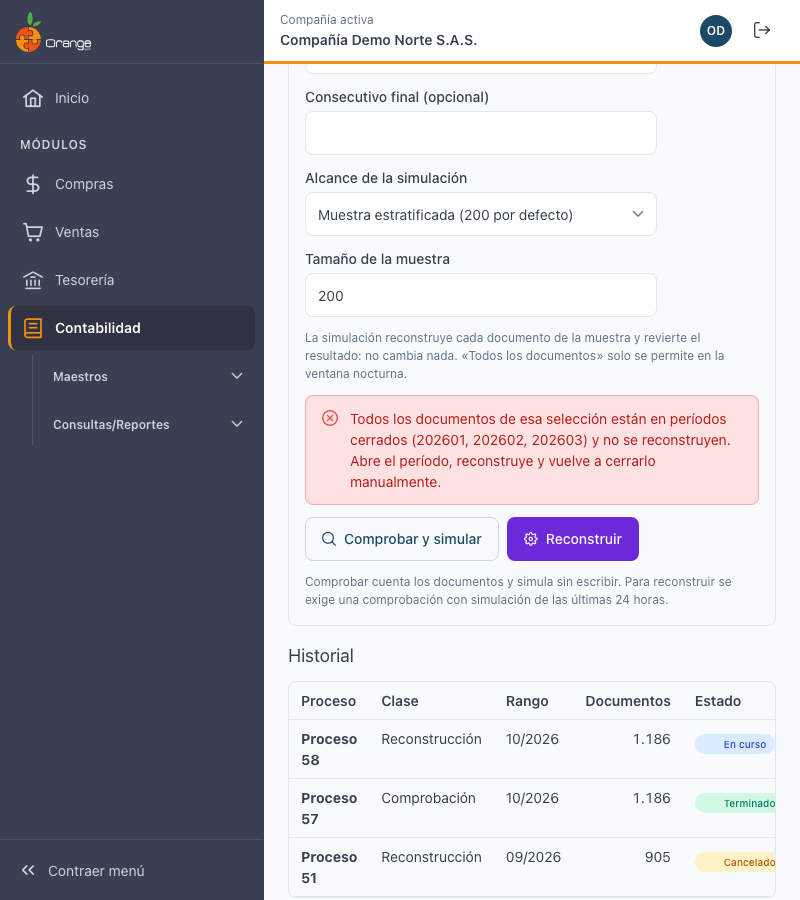 Orange
Compañía activa
Compañía Demo Norte S.A.S.
OD
Inicio
MÓDULOS
Compras
Ventas
Tesorería
Contabilidad
Maestros
Consultas/Reportes
Contraer menú
Consecutivo final (opcional)
Alcance de la simulación
Muestra estratificada (200 por defecto)
Tamaño de la muestra
200
La simulación reconstruye cada documento de la muestra y revierte el
resultado: no cambia nada. «Todos los documentos» solo se permite en la
ventana nocturna.
Todos los documentos de esa selección están en períodos
cerrados (202601, 202602, 202603) y no se reconstruyen.
Abre el período, reconstruye y vuelve a cerrarlo
manualmente.
Comprobar y simular
Reconstruir
Comprobar cuenta los documentos y simula sin escribir. Para reconstruir se
exige una comprobación con simulación de las últimas 24 horas.
Historial
Proceso Clase Rango Documentos Estado
Proceso 58 Reconstrucción 10/2026 1.186 En curso
Proceso 57 Comprobación 10/2026 1.186 Terminado
Proceso 51 Reconstrucción 09/2026 905 Cancelado